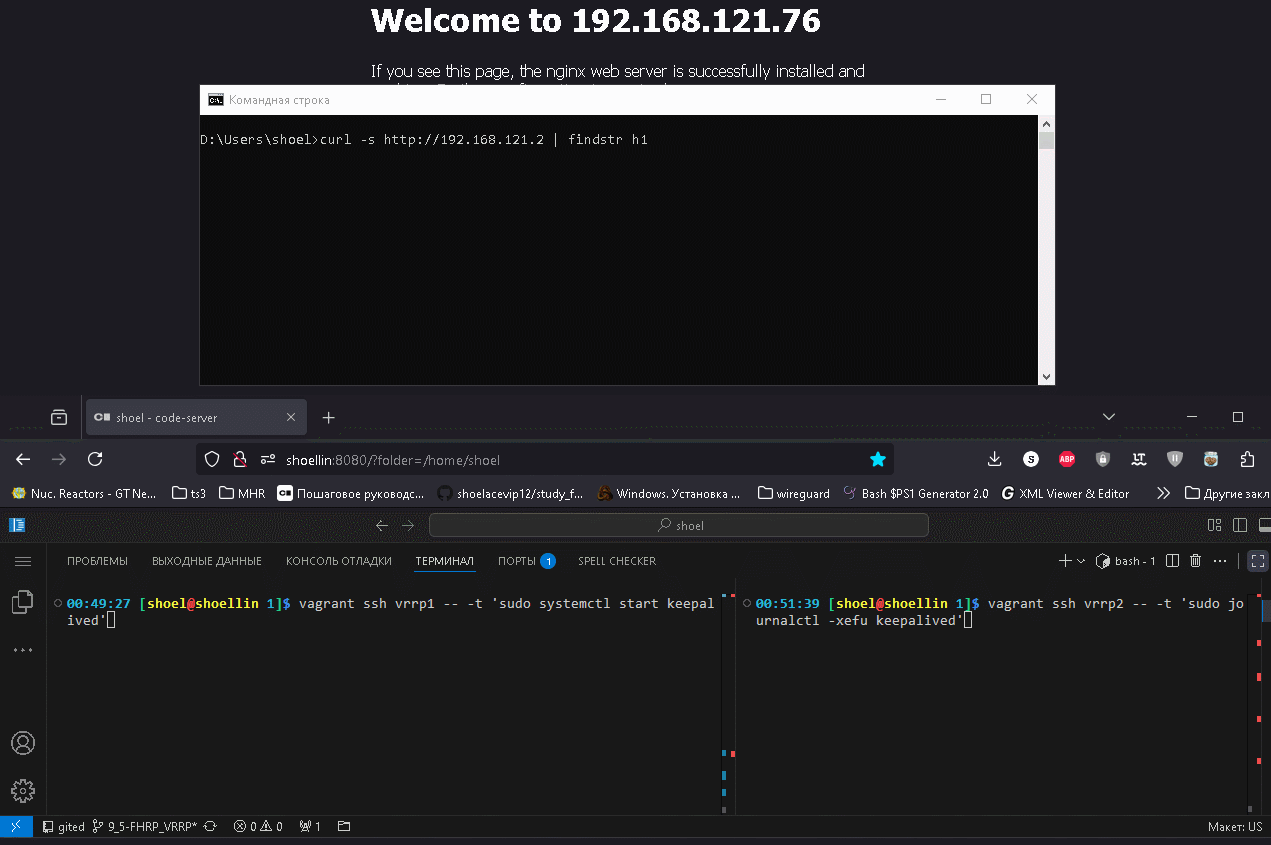 Welcome to 192.168.121.76
If you see this page, the nginx web server is successfully installed and
Командная строка
D:\Users\shoel>curl -s http://192.168.121.2 | findstr h1
shoel - code-server
shoellin:8080/?folder=/home/shoel
ABP
Nuc. Reactors - GT Ne... ts3 MHR Пошаговое руководс... shoelacevip12/study_f... Windows. Установка ... wireguard Bash $PS1 Generator 2.0 XML Viewer & Editor Другие закл
shoel
ПРОБЛЕМЫ ВЫХОДНЫЕ ДАННЫЕ КОНСОЛЬ ОТЛАДКИ ТЕРМИНАЛ ПОРТЫ 1 SPELL CHECKER bash - 1
00:49:27 [shoel@shoellin 1]$ vagrant ssh vrrp1 -- -t 'sudo systemctl start keepal
ived'
00:51:39 [shoel@shoellin 1]$ vagrant ssh vrrp2 -- -t 'sudo jo
urnalctl -xefu keepalived'
gited 9_5-FHRP_VRRP* 0 0 1 Макет: US